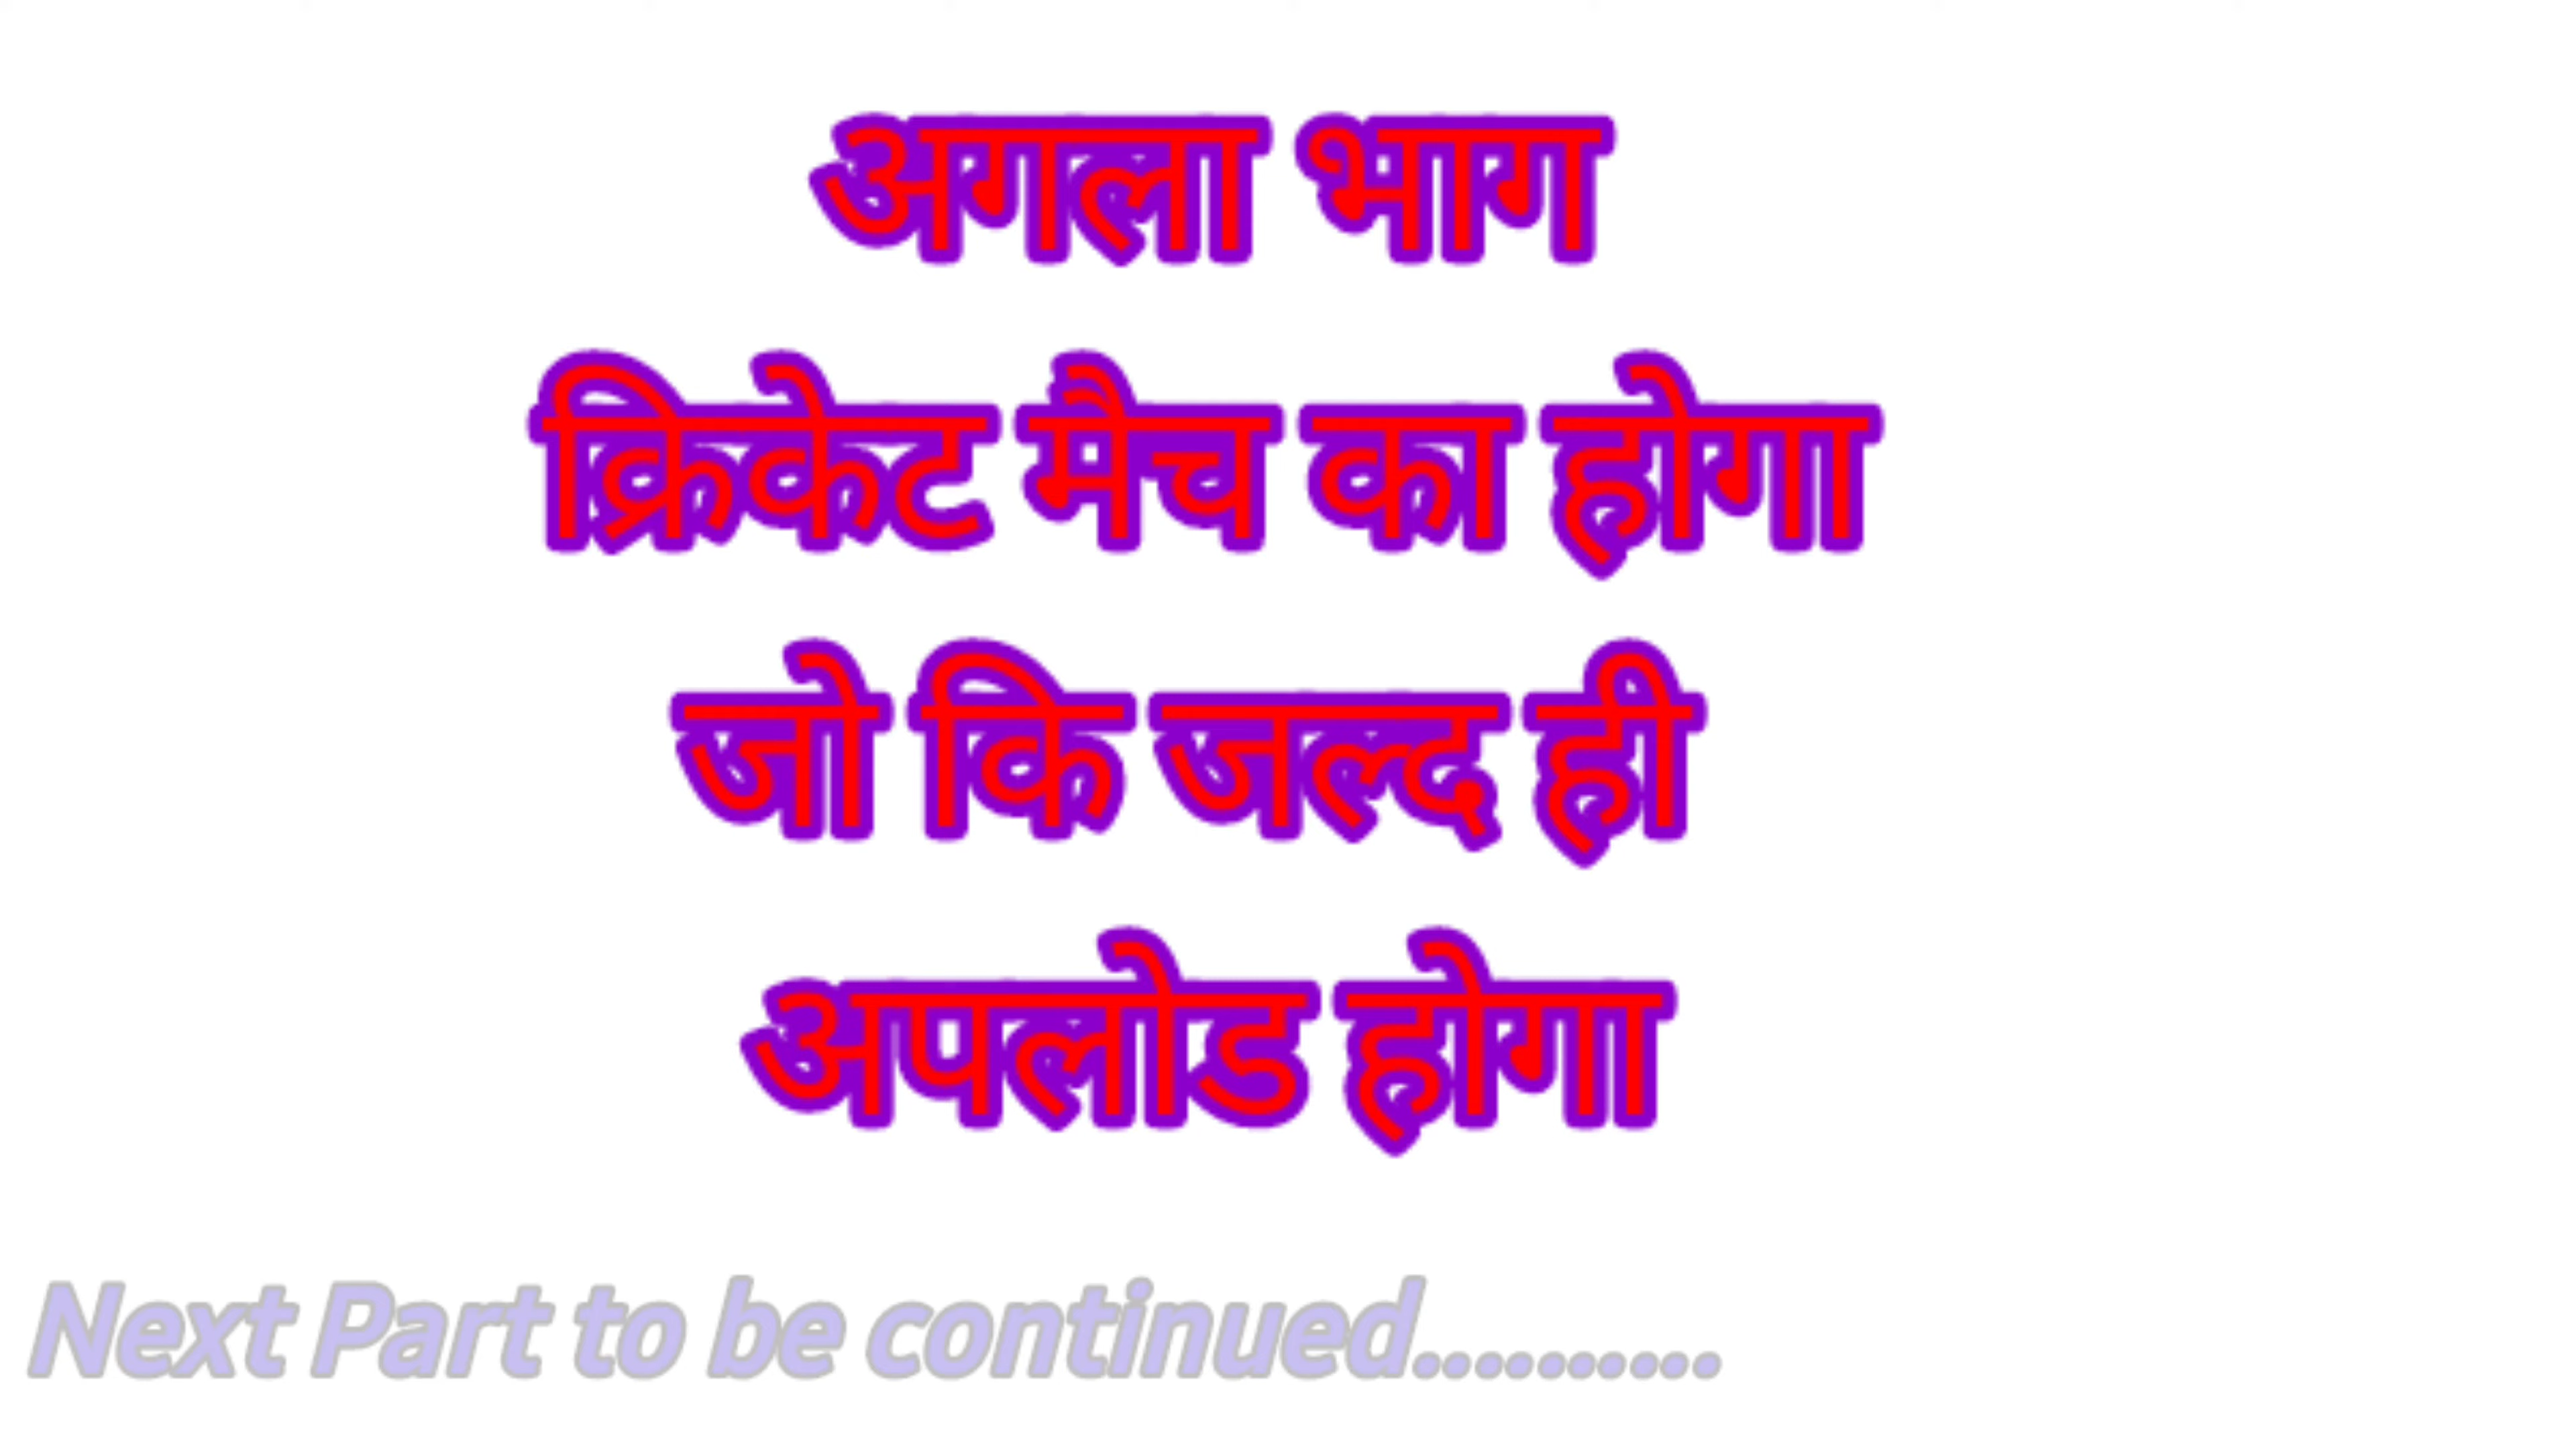 अगला भाग
क्रिकेट मैच का होगा
जो कि जल्द ही
अपलोड होगा
Next Part to be continued..........